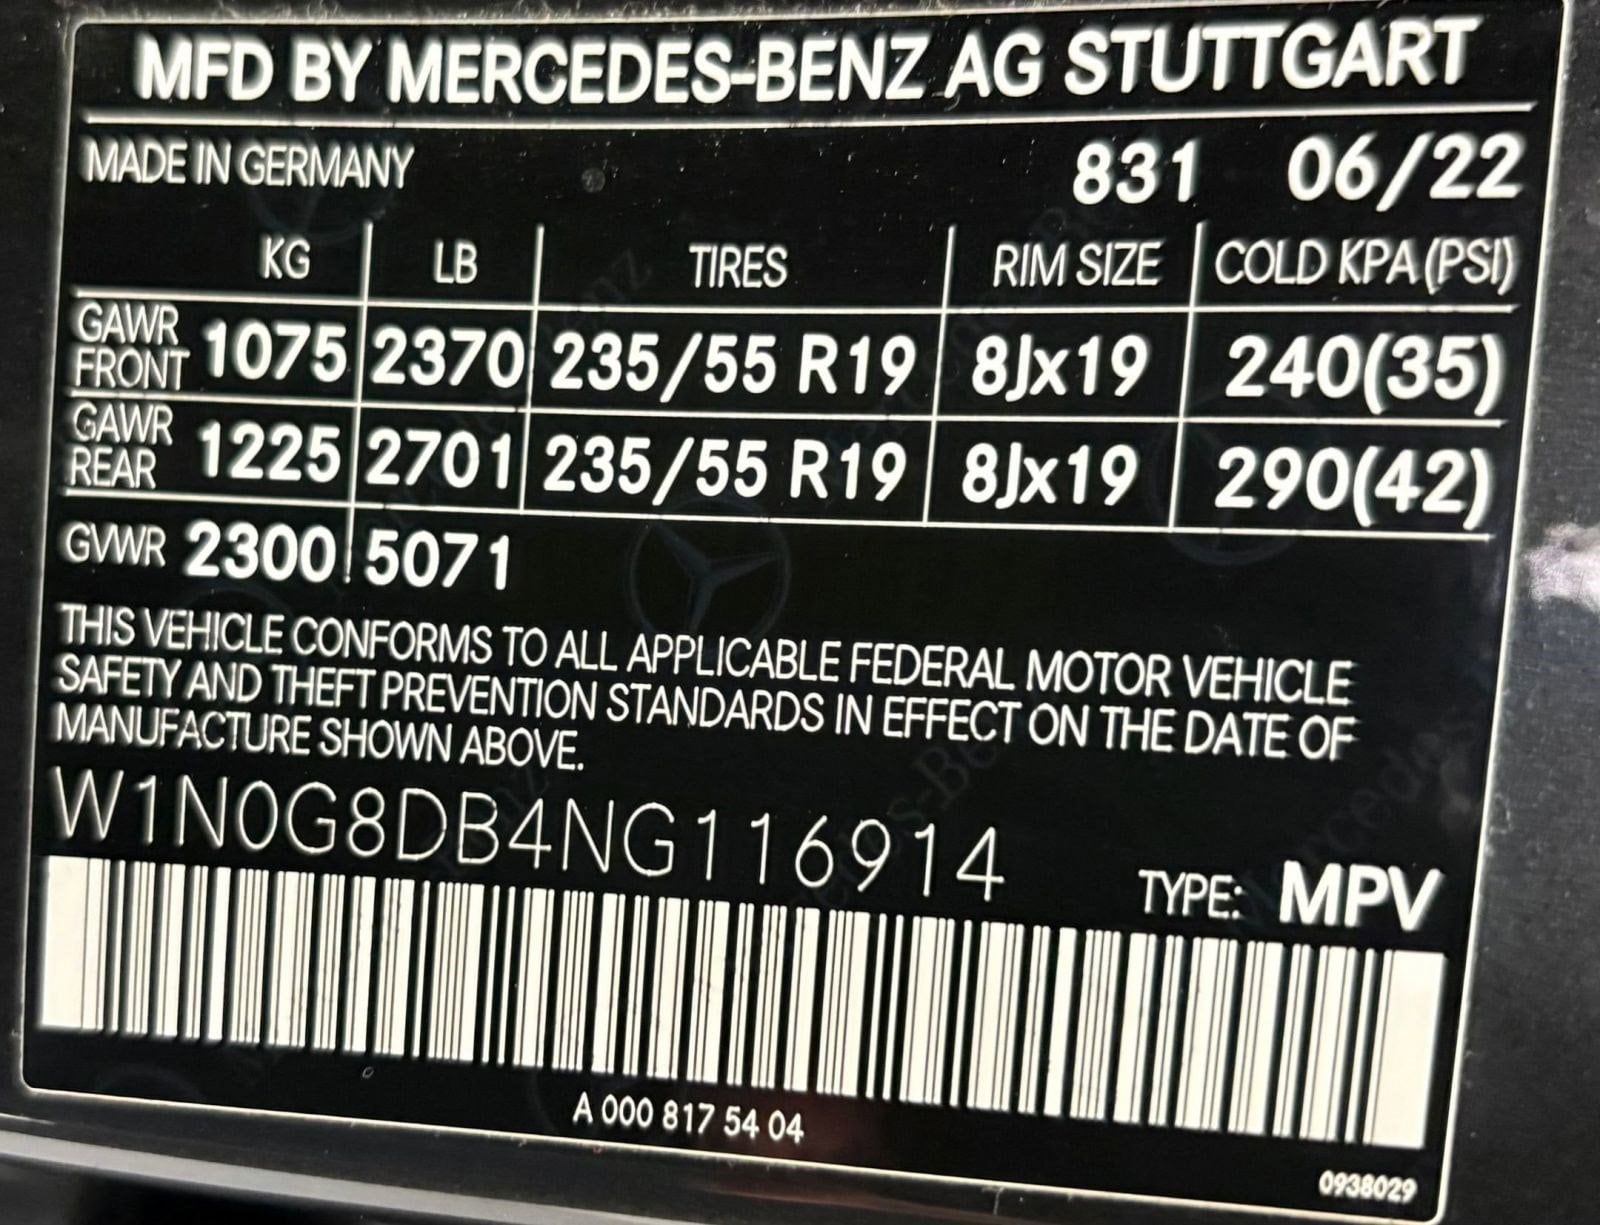 MFD BY MERCEDES-BENZ AG STUTTGART
MADE IN GERMANY 831 06/22
KG LB TIRES RIM SIZE COLD KPA(PSI)
GAWR FRONT 1075 2370 235/55 R19 8Jx19 240(35)
GAWR REAR 1225 2701 235/55 R19 8Jx19 290(42)
GVWR 2300 5071
THIS VEHICLE CONFORMS TO ALL APPLICABLE FEDERAL MOTOR VEHICLE
SAFETY AND THEFT PREVENTION STANDARDS IN EFFECT ON THE DATE OF
MANUFACTURE SHOWN ABOVE.
W1N0G8DB4NG116914
TYPE: MPV
A 000 817 54 04
0938029